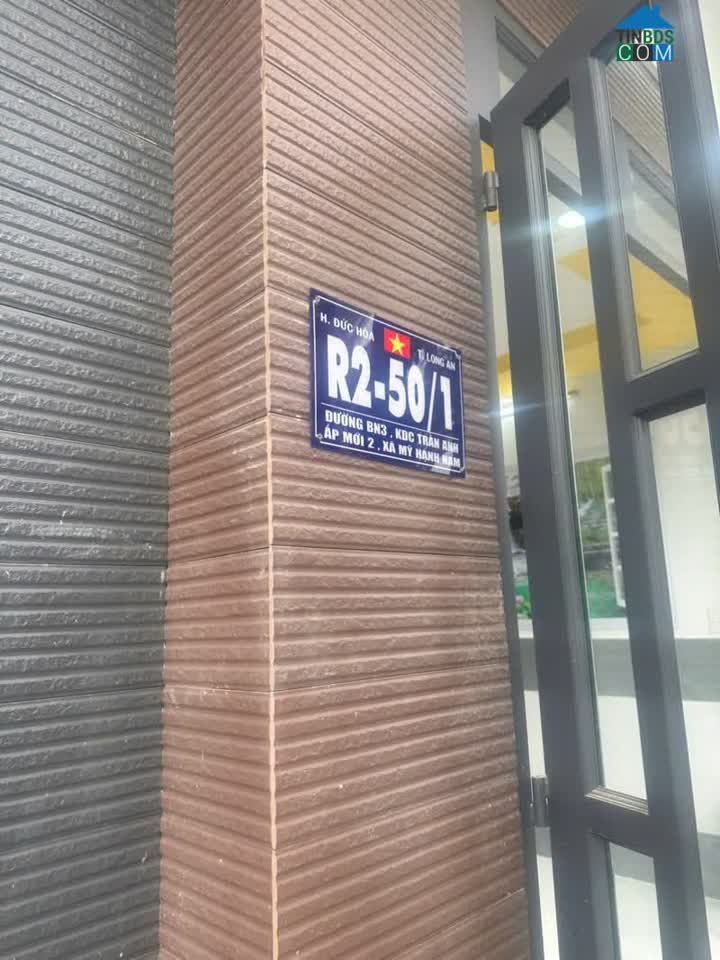 TINBDS
COM
H. ĐỨC HÒA T. LONG AN
R2-50/1
ĐƯỜNG BN3 , KDC TRẦN ANH
ẤP MỚI 2 , XÃ MỸ HẠNH NAM